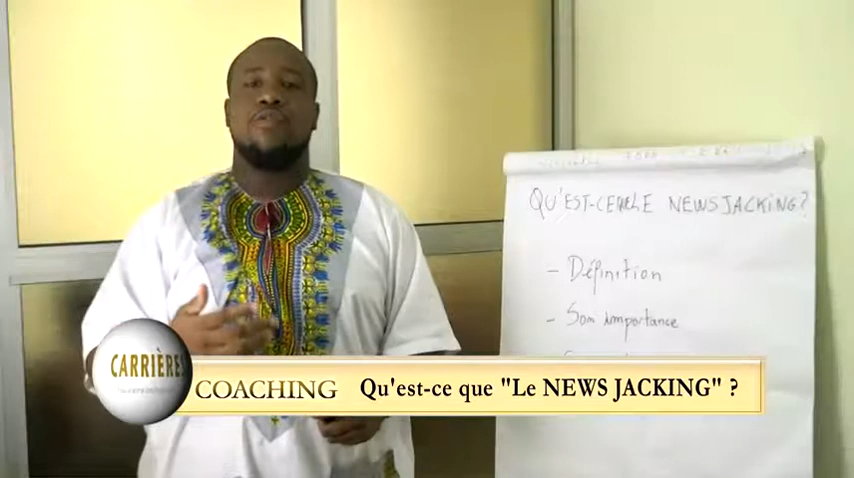 QU'EST-CE QUE LE NEWS JACKING ?
- Définition
- Son importance
CARRIÈRES
COACHING Qu'est-ce que "Le NEWS JACKING" ?